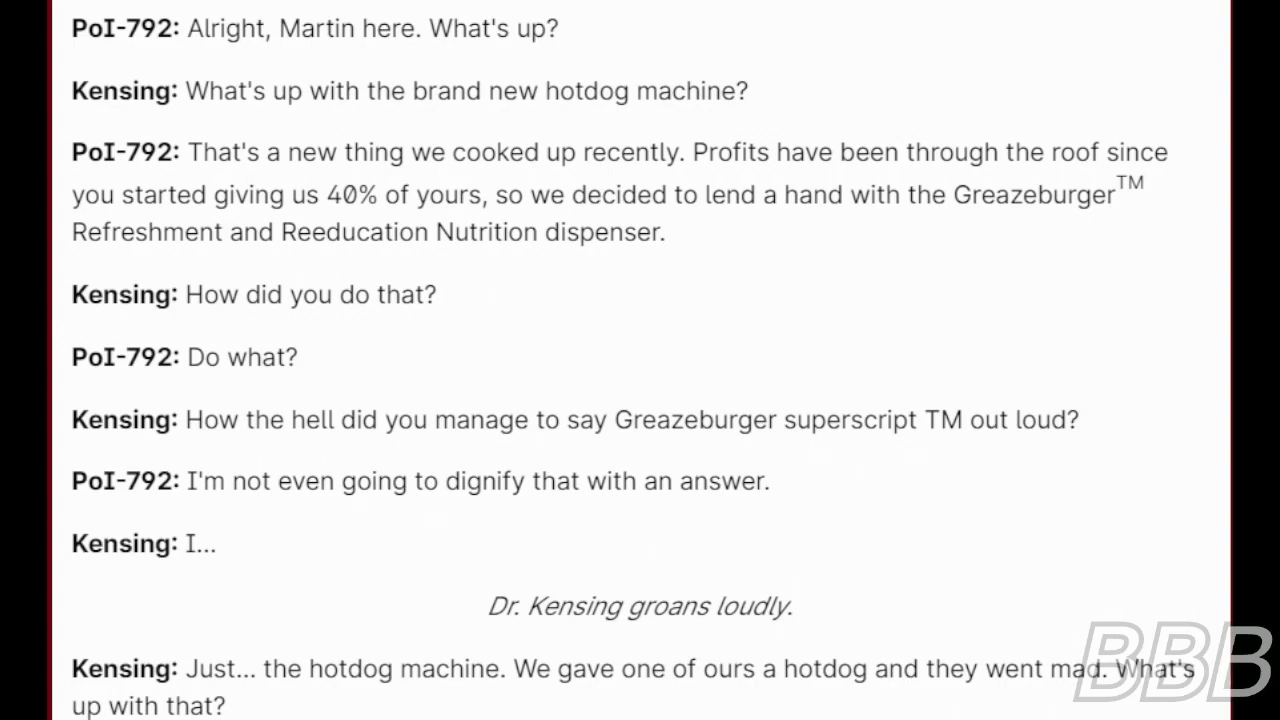 PoI-792: Alright, Martin here. What's up?
Kensing: What's up with the brand new hotdog machine?
PoI-792: That's a new thing we cooked up recently. Profits have been through the roof since
you started giving us 40% of yours, so we decided to lend a hand with the Greazeburger™
Refreshment and Reeducation Nutrition dispenser.
Kensing: How did you do that?
PoI-792: Do what?
Kensing: How the hell did you manage to say Greazeburger superscript TM out loud?
PoI-792: I'm not even going to dignify that with an answer.
Kensing: I...
Dr. Kensing groans loudly.
Kensing: Just... the hotdog machine. We gave one of ours a hotdog and they went mad. What's
up with that?
BBB